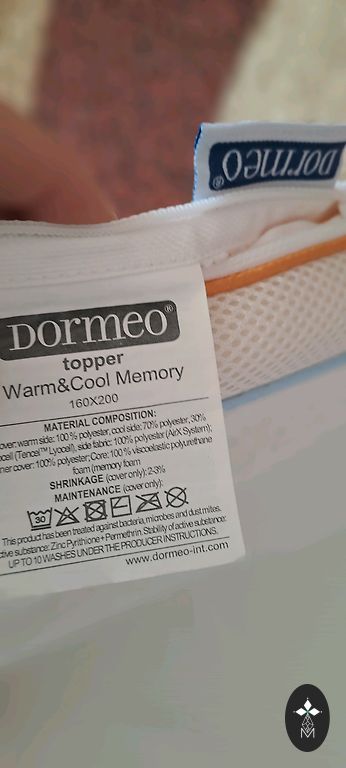 DORMEO®
DORMEO®
topper
Warm&Cool Memory
160X200
MATERIAL COMPOSITION:
over: warm side: 100 % polyester, cool side: 70% polyester, 30%
ocell (Tencel™ Lyocell), side fabric: 100% polyester (AirX System);
ner cover: 100% polyester; Core: 100 % viscoelastic polyurethane
foam (memory foam
SHRINKAGE (cover only): 2-3%
MAINTENANCE (cover only):
30
This product has been treated against bacteria, microbes and dust mites.
ctive substance: Zinc Pyrithione + Permethrin. Stability of active substance:
UP TO 10 WASHES UNDER THE PRODUCER INSTRUCTIONS.
www.dormeo-int.com
M